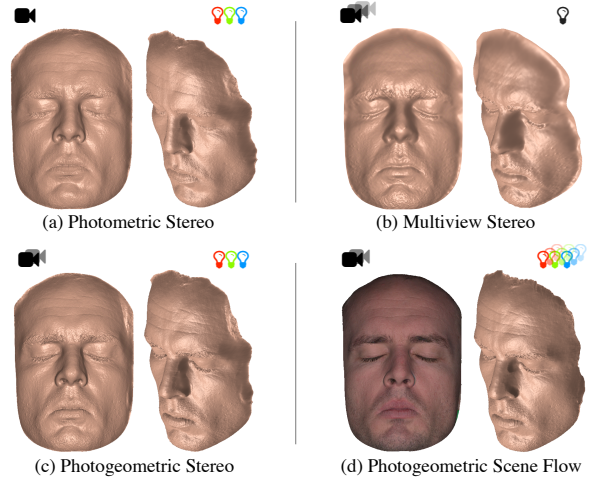 (a) Photometric Stereo
(b) Multiview Stereo
(c) Photogeometric Stereo
(d) Photogeometric Scene Flow